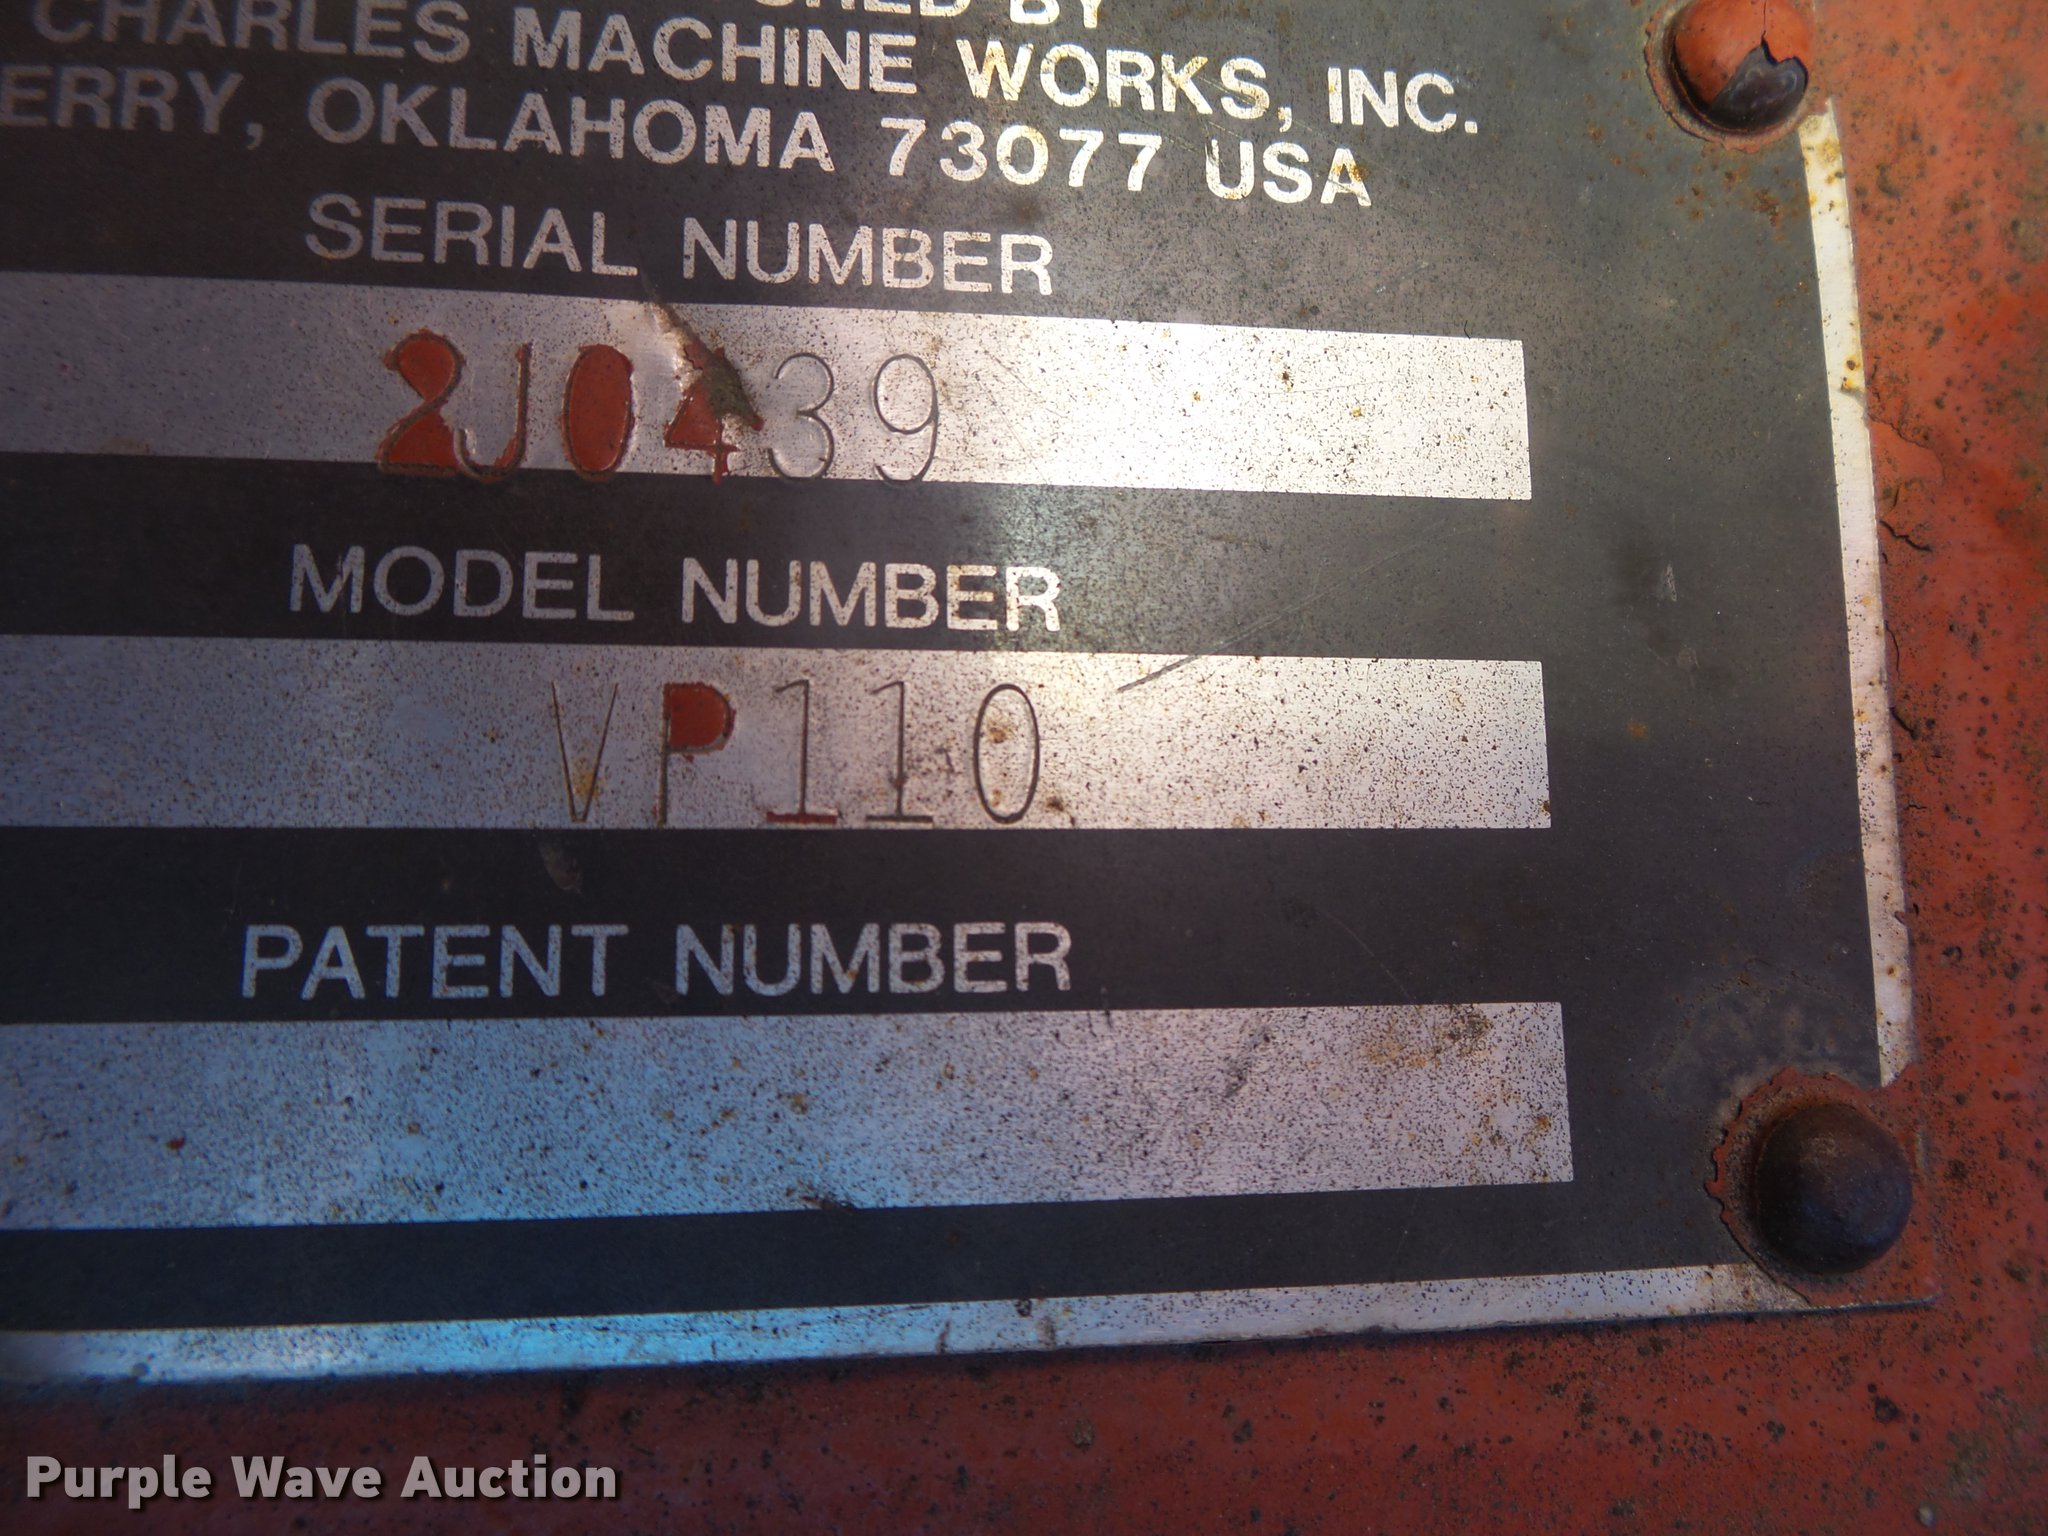 BY
CHARLES MACHINE WORKS, INC.
ERRY, OKLAHOMA 73077 USA
SERIAL NUMBER
2J0439
MODEL NUMBER
VP110
PATENT NUMBER
Purple Wave Auction